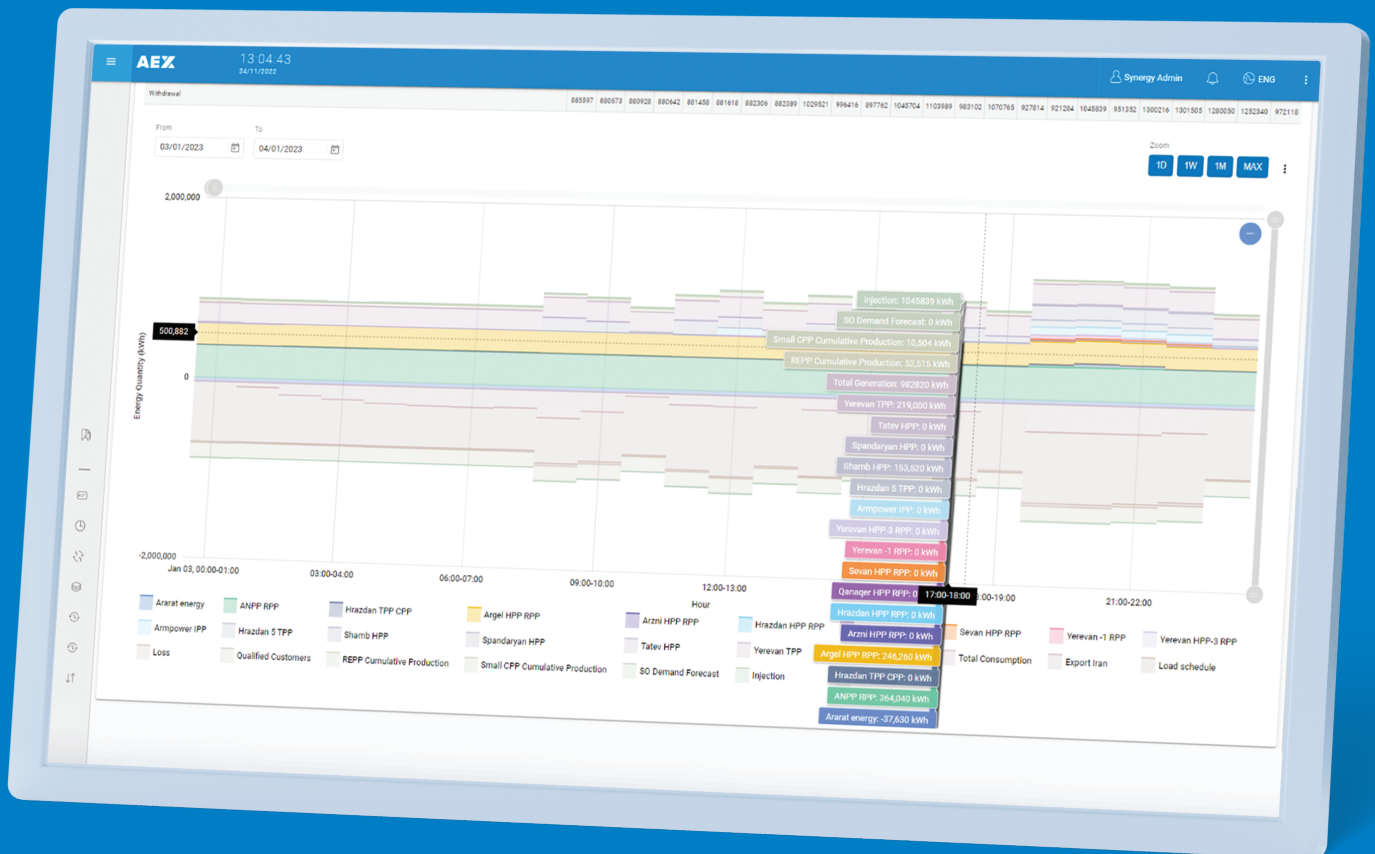 AEX
13:04:43
24/11/2022
Synergy Admin
ENG
Withdrawal
885597 880673 880928 880642 881458 881618 882306 882389 1029521 996416 897762 1045704 1103989 983102 1070765 927814 921284 1045839 951352 1300216 1301505 1280050 1252340 972118
From
To
03/01/2023
04/01/2023
Zoom
1D 1W 1M MAX
2,000,000
500,882
0
-2,000,000
Energy Quantity (kWh)
Injection: 1045839 kWh
SO Demand Forecast: 0 kWh
Small CPP Cumulative Production: 10,504 kWh
REPP Cumulative Production: 52,515 kWh
Total Generation: 982820 kWh
Yerevan TPP: 219,000 kWh
Tatev HPP: 0 kWh
Spandaryan HPP: 0 kWh
Shamb HPP: 153,520 kWh
Hrazdan 5 TPP: 0 kWh
Armpower IPP: 0 kWh
Yerevan HPP-3 RPP: 0 kWh
Yerevan -1 RPP: 0 kWh
Sevan HPP RPP: 0 kWh
Qanaqer HPP RPP: 0
Hrazdan HPP RPP: 0 kWh
Arzni HPP RPP: 0 kWh
Argel HPP RPP: 246,260 kWh
Hrazdan TPP CPP: 0 kWh
ANPP RPP: 364,040 kWh
Ararat energy: -37,630 kWh
Jan 03, 00:00-01:00
03:00-04:00
06:00-07:00
09:00-10:00
12:00-13:00
17:00-18:00
:00-19:00
21:00-22:00
Hour
Ararat energy ANPP RPP Hrazdan TPP CPP Argel HPP RPP Arzni HPP RPP Hrazdan HPP RPP Sevan HPP RPP Yerevan -1 RPP Yerevan HPP-3 RPP
Armpower IPP Hrazdan 5 TPP Shamb HPP Spandaryan HPP Tatev HPP Yerevan TPP Total Consumption Export Iran Load schedule
Loss Qualified Customers REPP Cumulative Production Small CPP Cumulative Production SO Demand Forecast Injection